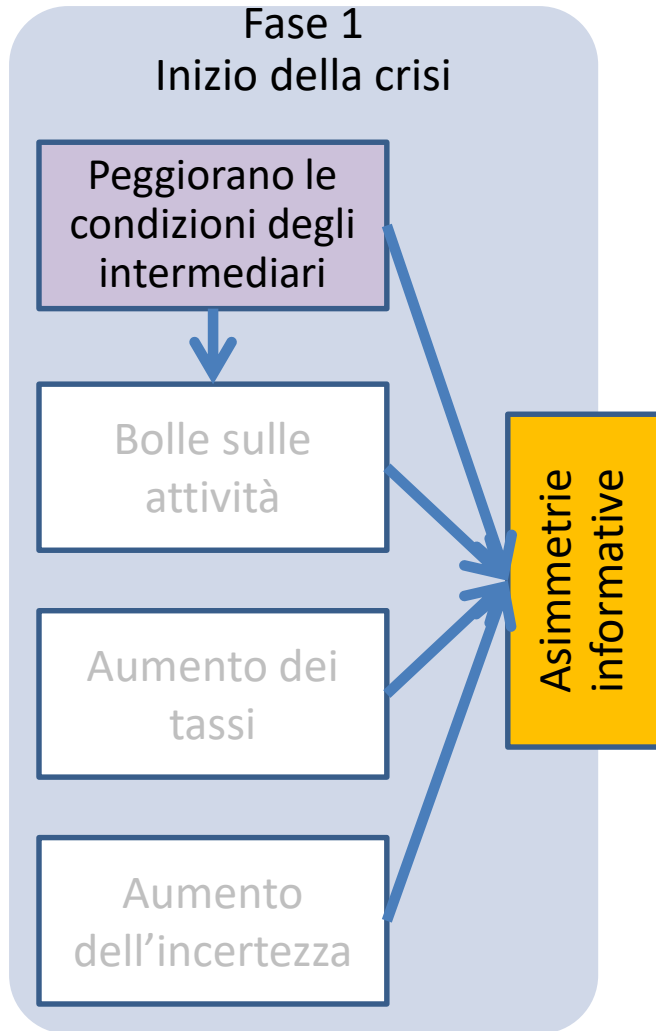 Fase 1
Inizio della crisi
Peggiorano le
condizioni degli
intermediari
Bolle sulle
attività
Aumento dei
tassi
Aumento
dell’incertezza
Asimmetrie
informative